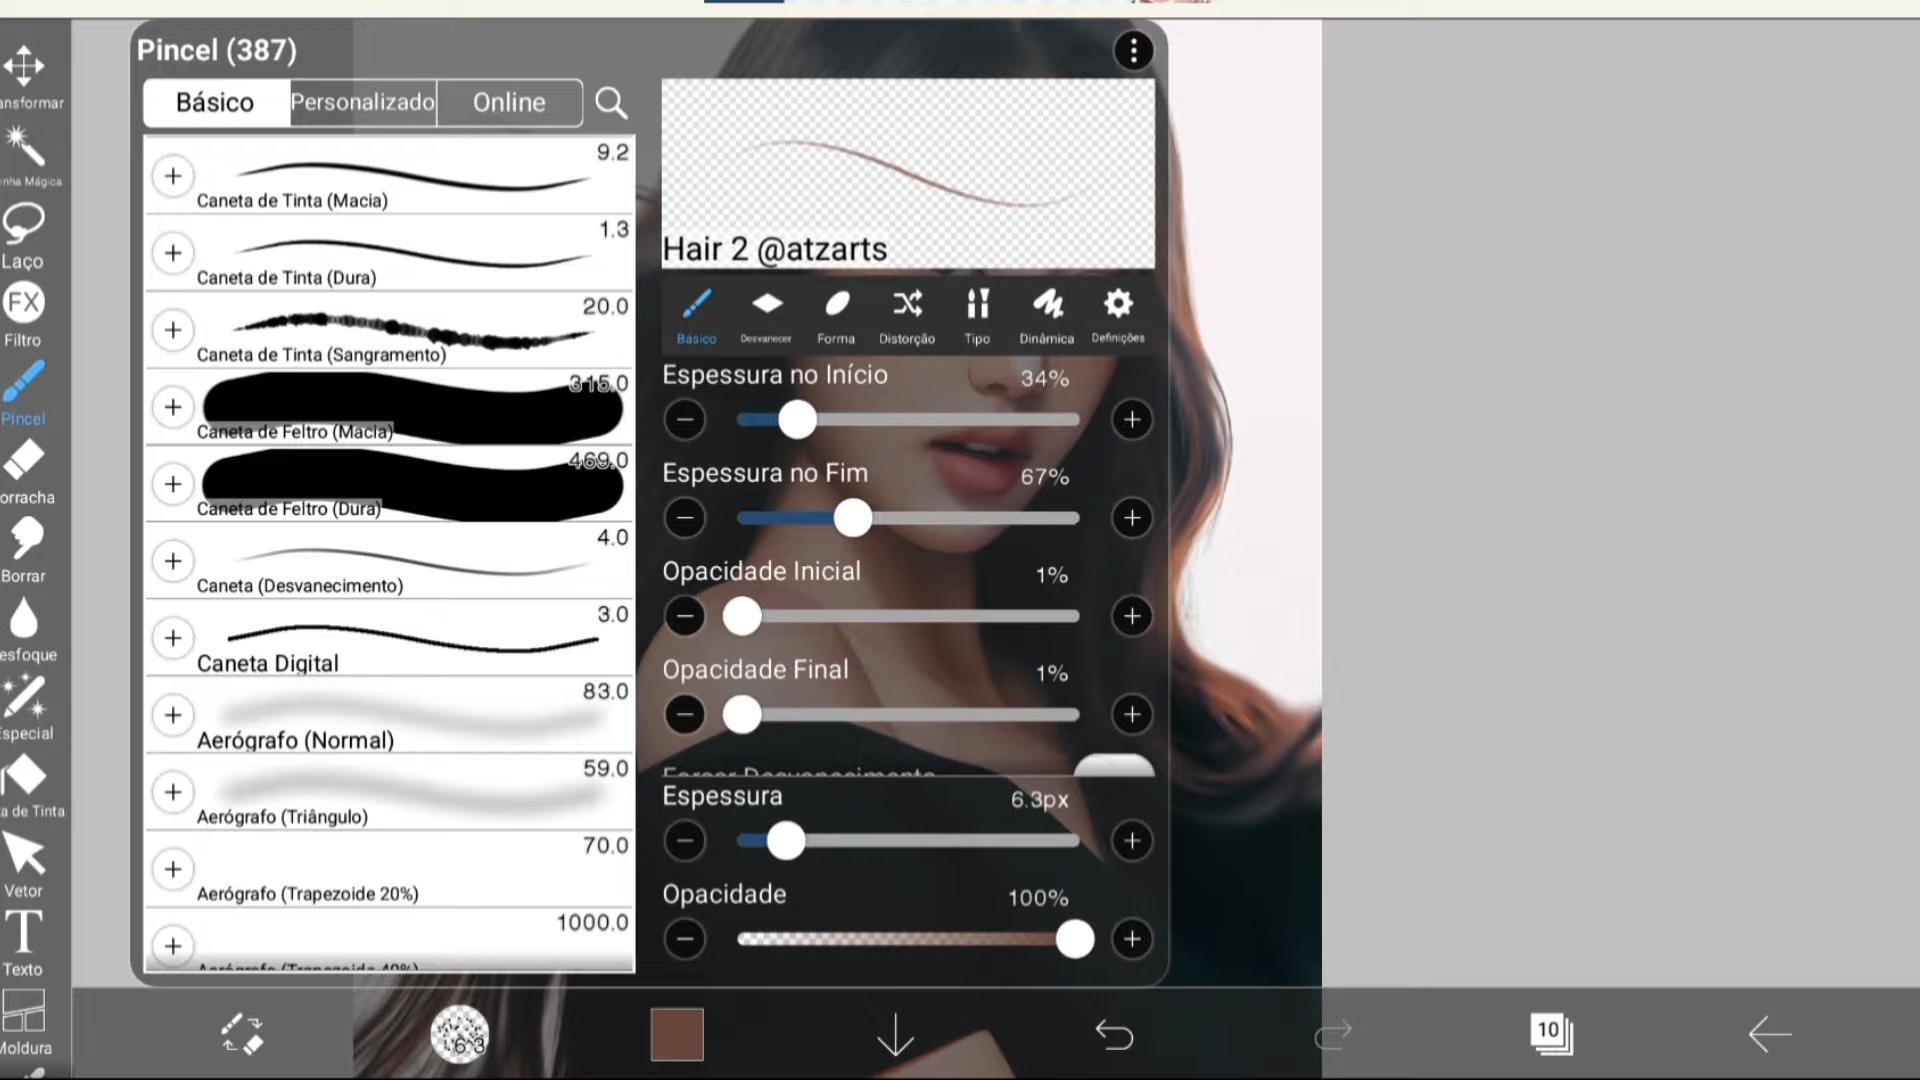 Pincel (387)
Básico
Personalizado
Online
9.2
Caneta de Tinta (Macia)
1.3
Caneta de Tinta (Dura)
20.0
Caneta de Tinta (Sangramento)
315.0
Caneta de Feltro (Macia)
469.0
Caneta de Feltro (Dura)
4.0
Caneta (Desvanecimento)
3.0
Caneta Digital
83.0
Aerógrafo (Normal)
59.0
Aerógrafo (Triângulo)
70.0
Aerógrafo (Trapezoide 20%)
1000.0
Aerógrafo (Trapezoide 40%)
Hair 2 @atzarts
Básico
Desvanecer
Forma
Distorção
Tipo
Dinâmica
Definições
Espessura no Início 34%
Espessura no Fim 67%
Opacidade Inicial 1%
Opacidade Final 1%
Forçar Desvanecimento
Espessura 6.3px
Opacidade 100%
ansformar
inha Mágica
Laço
FX
Filtro
Pincel
orracha
Borrar
esfoque
Especial
a de Tinta
Vetor
T
Texto
Moldura
6.3
10